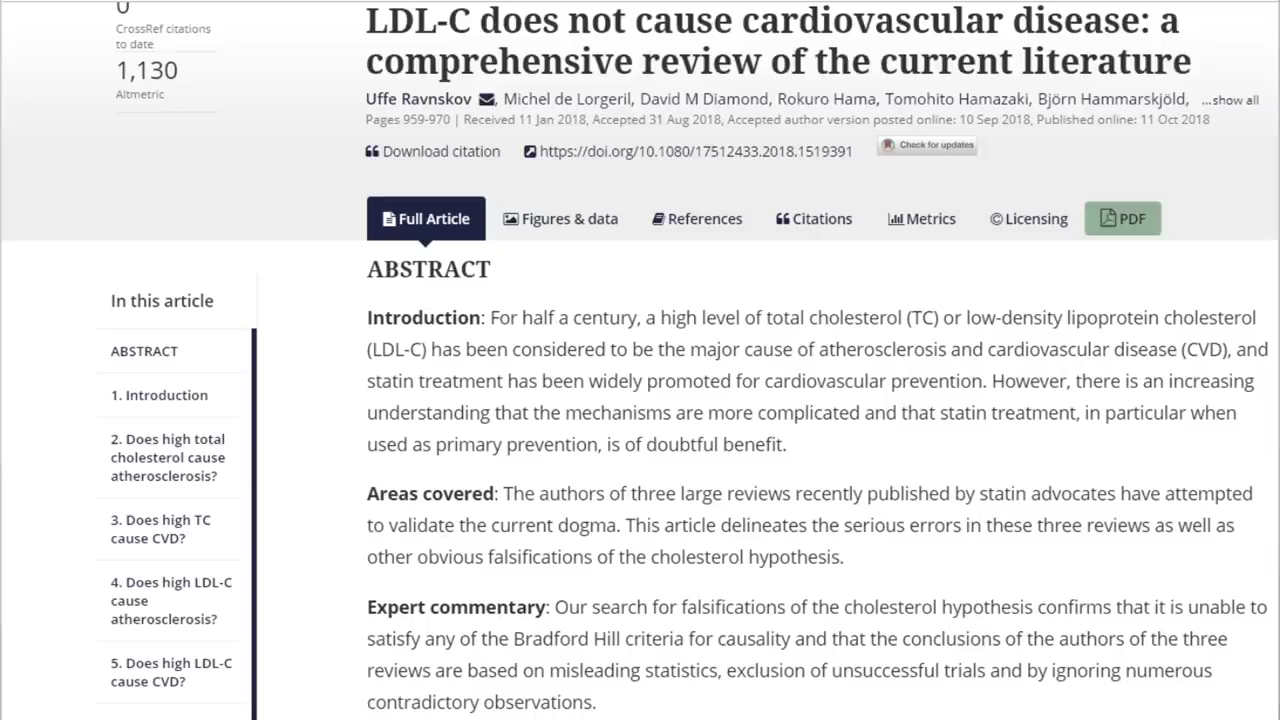 0
CrossRef citations
to date
1,130
Altmetric
LDL-C does not cause cardiovascular disease: a
comprehensive review of the current literature
Uffe Ravnskov , Michel de Lorgeril, David M Diamond, Rokuro Hama, Tomohito Hamazaki, Björn Hammarskjöld, ...show all
Pages 959-970 | Received 11 Jan 2018, Accepted 31 Aug 2018, Accepted author version posted online: 10 Sep 2018, Published online: 11 Oct 2018
Download citation https://doi.org/10.1080/17512433.2018.1519391 Check for updates
Full Article Figures & data References Citations Metrics Licensing PDF
In this article
ABSTRACT
1. Introduction
2. Does high total
cholesterol cause
atherosclerosis?
3. Does high TC
cause CVD?
4. Does high LDL-C
cause
atherosclerosis?
5. Does high LDL-C
cause CVD?
ABSTRACT
Introduction: For half a century, a high level of total cholesterol (TC) or low-density lipoprotein cholesterol
(LDL-C) has been considered to be the major cause of atherosclerosis and cardiovascular disease (CVD), and
statin treatment has been widely promoted for cardiovascular prevention. However, there is an increasing
understanding that the mechanisms are more complicated and that statin treatment, in particular when
used as primary prevention, is of doubtful benefit.
Areas covered: The authors of three large reviews recently published by statin advocates have attempted
to validate the current dogma. This article delineates the serious errors in these three reviews as well as
other obvious falsifications of the cholesterol hypothesis.
Expert commentary: Our search for falsifications of the cholesterol hypothesis confirms that it is unable to
satisfy any of the Bradford Hill criteria for causality and that the conclusions of the authors of the three
reviews are based on misleading statistics, exclusion of unsuccessful trials and by ignoring numerous
contradictory observations.